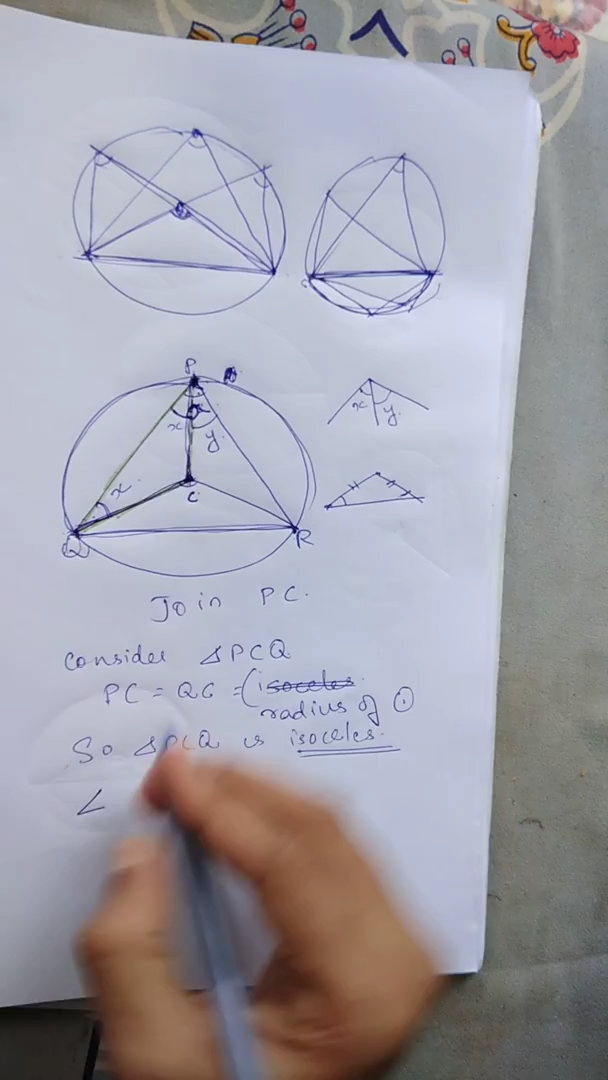 P
x
y
x
C
Q
R
x y
Join PC.
Consider △PCQ
PC = QC = (isoceles
radius of ⊙
So △PCQ is isoceles.
∠